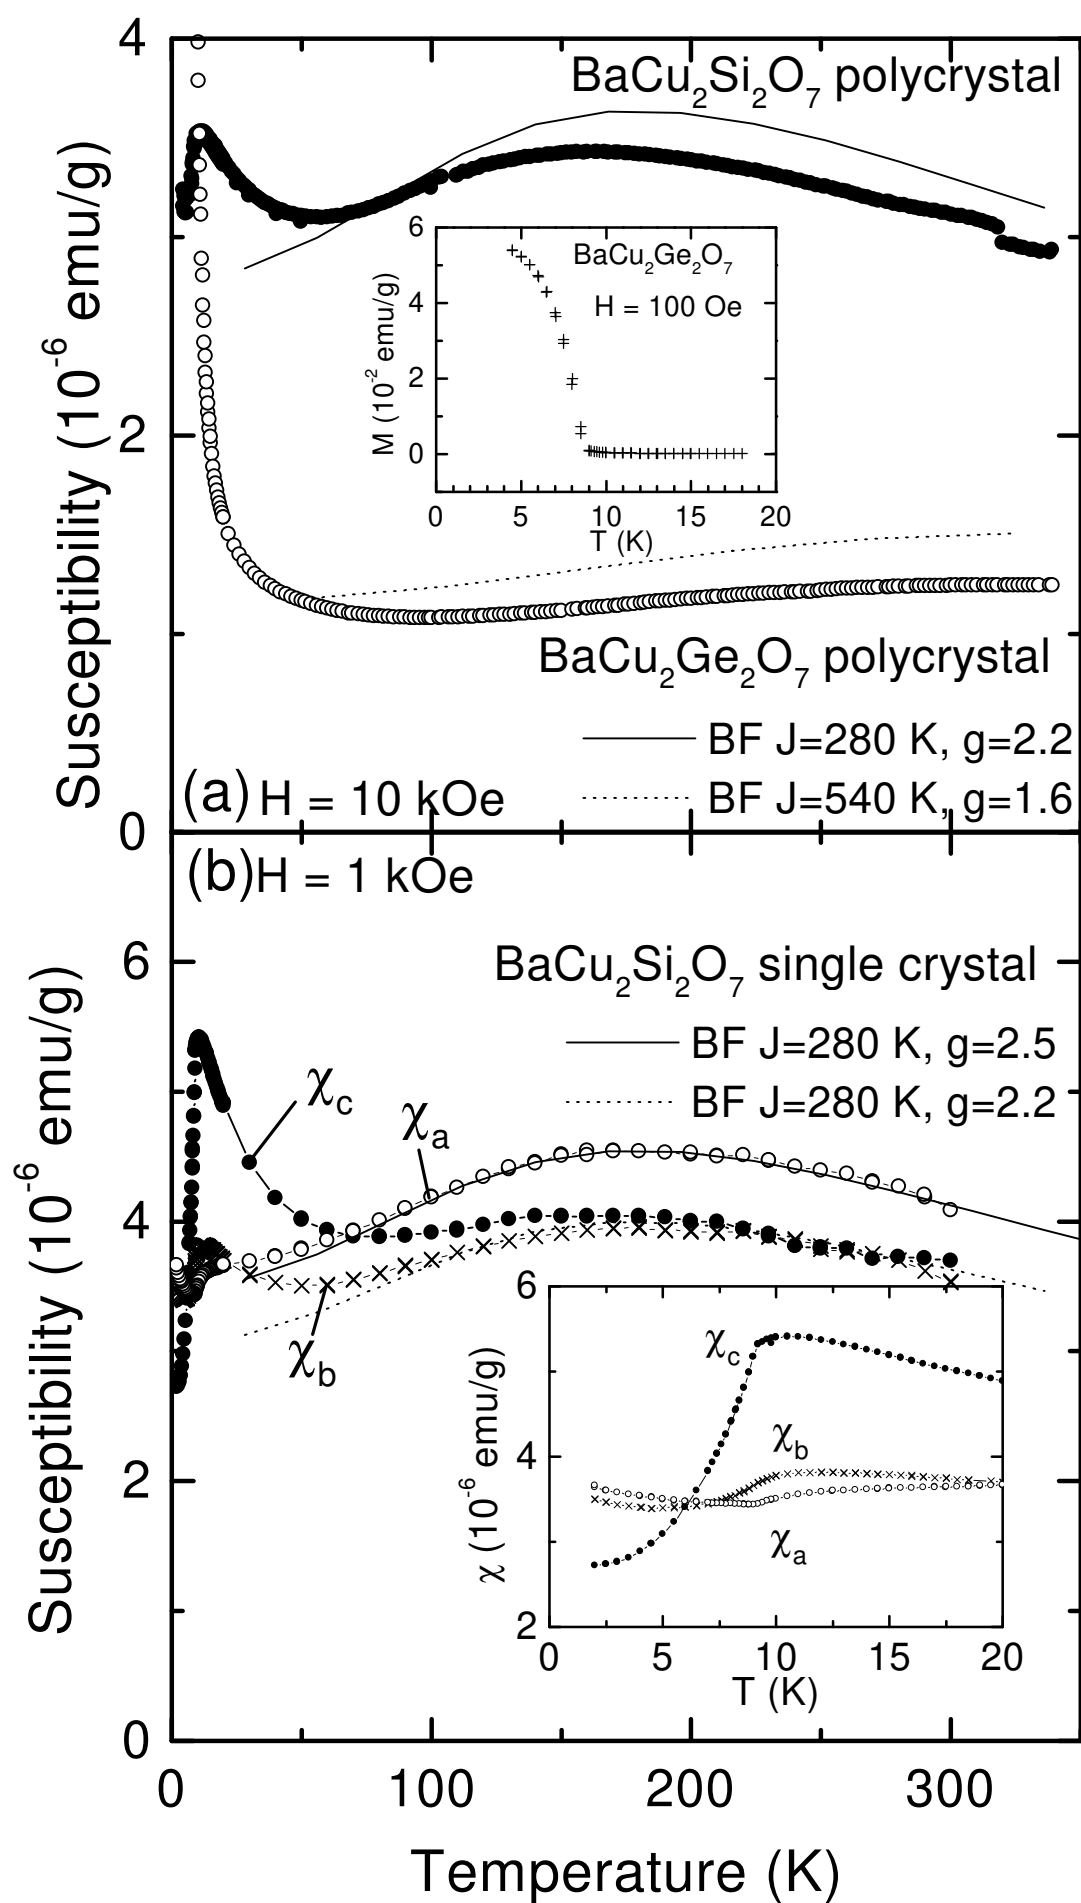 4
BaCu2Si2O7 polycrystal
Susceptibility (10-6 emu/g)
6
BaCu2Ge2O7
H = 100 Oe
M (10-2 emu/g)
4
2
0
0 5 10 15 20
T (K)
2
BaCu2Ge2O7 polycrystal
BF J=280 K, g=2.2
BF J=540 K, g=1.6
(a) H = 10 kOe
0
(b) H = 1 kOe
6
BaCu2Si2O7 single crystal
BF J=280 K, g=2.5
BF J=280 K, g=2.2
χc
χa
Susceptibility (10-6 emu/g)
4
χb
6
χc
χ (10-6 emu/g)
χb
4
χa
2
0 5 10 15 20
T (K)
2
0
0 100 200 300
Temperature (K)